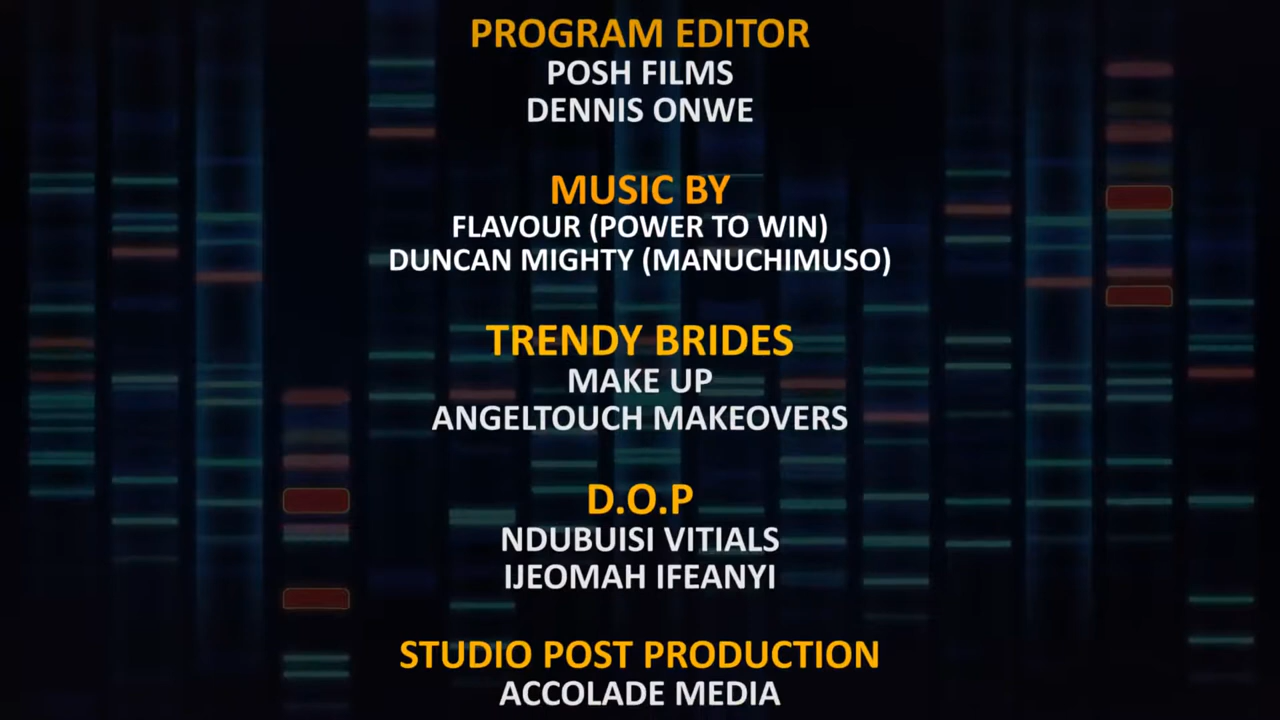 PROGRAM EDITOR
POSH FILMS
DENNIS ONWE
MUSIC BY
FLAVOUR (POWER TO WIN)
DUNCAN MIGHTY (MANUCHIMUSO)
TRENDY BRIDES
MAKE UP
ANGELTOUCH MAKEOVERS
D.O.P
NDUBUISI VITIALS
IJEOMAH IFEANYI
STUDIO POST PRODUCTION
ACCOLADE MEDIA